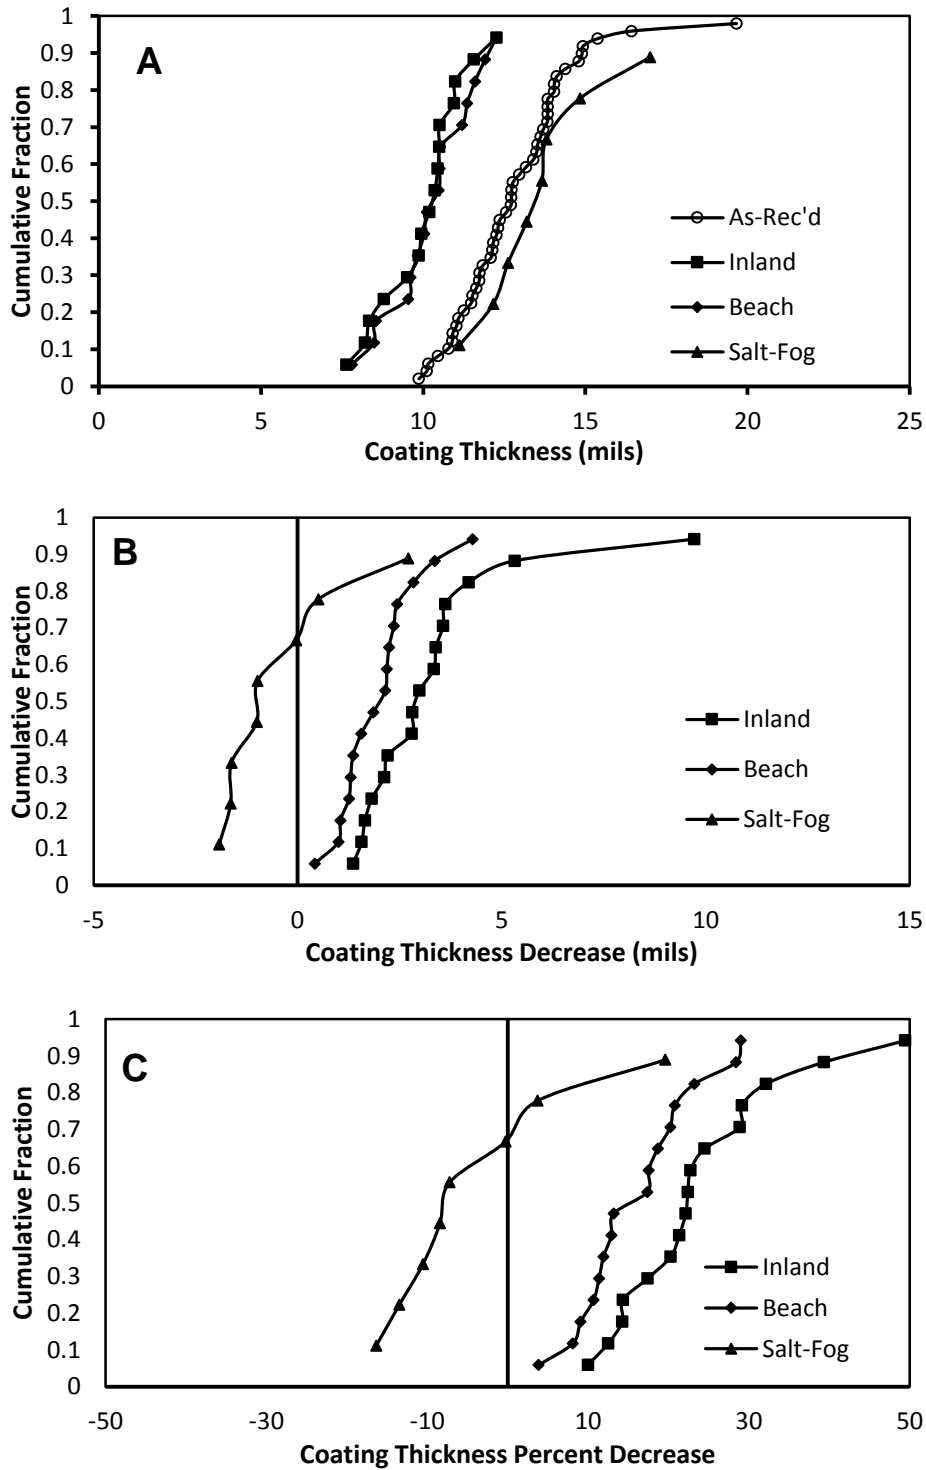 A
Cumulative Fraction
1
0.9
0.8
0.7
0.6
0.5
0.4
0.3
0.2
0.1
0
As-Rec'd
Inland
Beach
Salt-Fog
0 5 10 15 20 25
Coating Thickness (mils)
B
Cumulative Fraction
1
0.9
0.8
0.7
0.6
0.5
0.4
0.3
0.2
0.1
0
Inland
Beach
Salt-Fog
-5 0 5 10 15
Coating Thickness Decrease (mils)
C
Cumulative Fraction
1
0.9
0.8
0.7
0.6
0.5
0.4
0.3
0.2
0.1
0
Inland
Beach
Salt-Fog
-50 -30 -10 10 30 50
Coating Thickness Percent Decrease